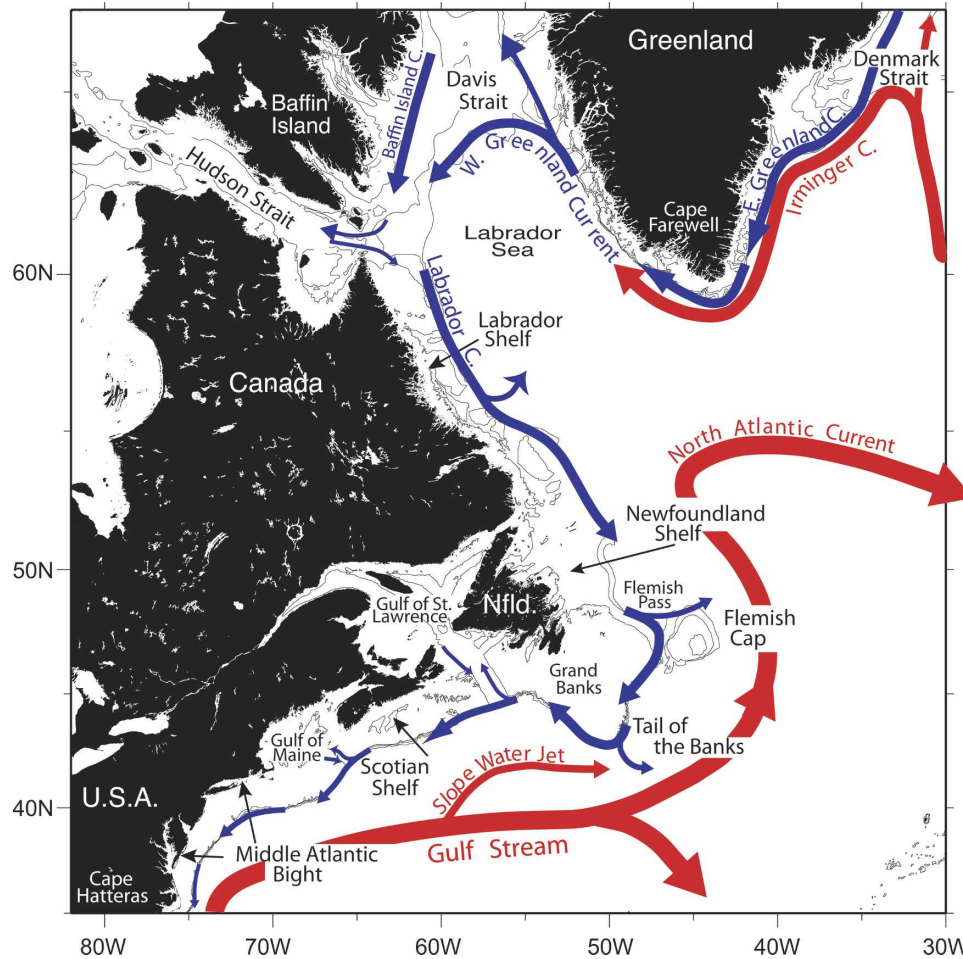 Greenland
Denmark
Strait
Davis
Strait
Baffin Island C.
Baffin
Island
E. GreenlandC.
Irminger C.
W. Greenland Current
Hudson Strait
Cape
Farewell
Labrador
Sea
60N
Labrador C.
Labrador
Shelf
Canada
North Atlantic Current
Newfoundland
Shelf
50N
Flemish
Pass
Gulf of St.
Lawrence
Nfld.
Flemish
Cap
Grand
Banks
Tail of
the Banks
Gulf of
Maine
Scotian
Shelf
Slope Water Jet
U.S.A.
40N
Gulf Stream
Middle Atlantic
Bight
Cape
Hatteras
80W
70W
60W
50W
40W
30W